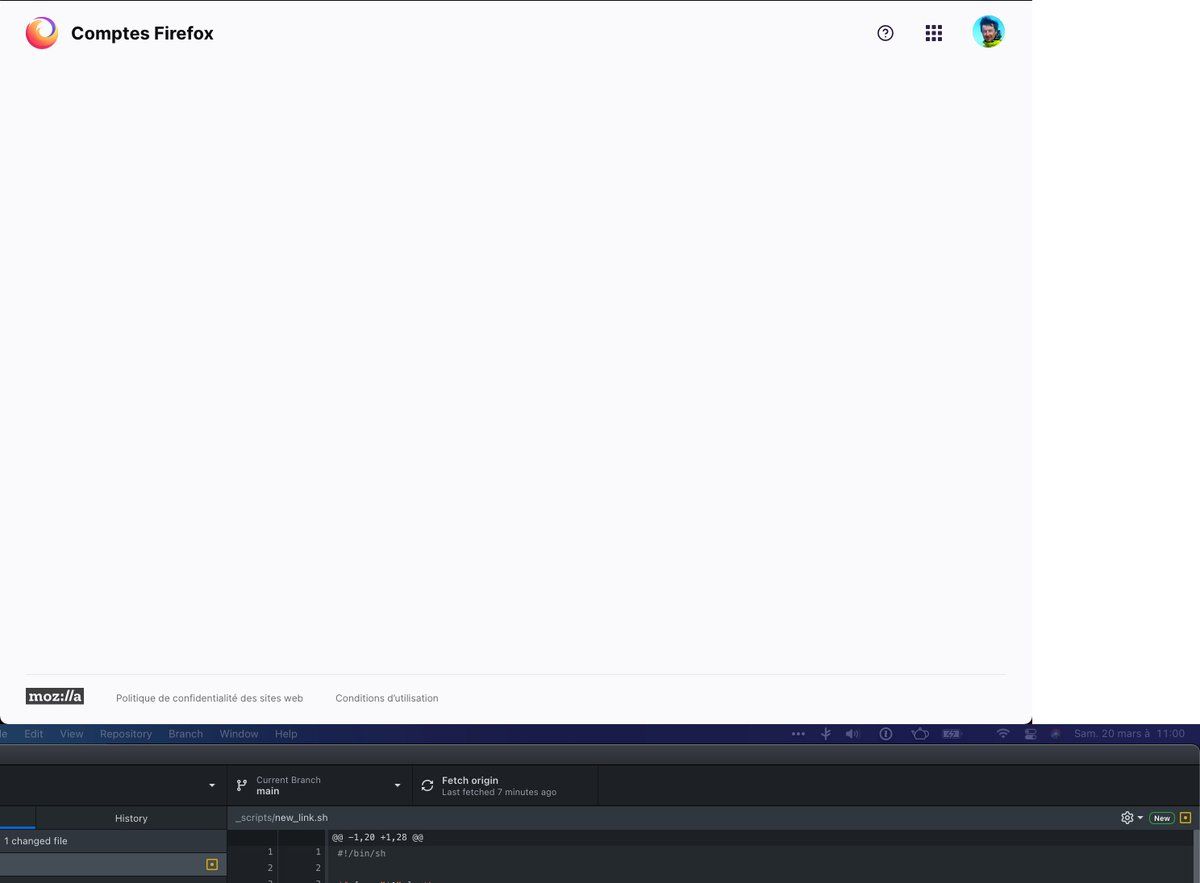 Comptes Firefox
moz://a Politique de confidentialité des sites web Conditions d'utilisation
Edit View Repository Branch Window Help Sam. 20 mars à 11:00
Current Branch
main
Fetch origin
Last fetched 7 minutes ago
History
_scripts/new_link.sh
New
1 changed file
@@ -1,20 +1,28 @@
1 1 #!/bin/sh
2 2